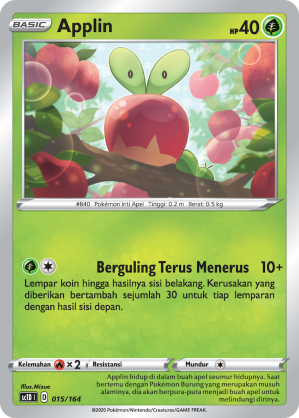 BASIC Applin HP40
#840 Pokémon Inti Apel Tinggi: 0.2 m Berat: 0.5 kg
Berguling Terus Menerus 10+
Lempar koin hingga hasilnya sisi belakang. Kerusakan yang
diberikan bertambah sejumlah 30 untuk tiap lemparan
dengan hasil sisi depan.
Kelemahan ×2 Resistansi Mundur
Illus.Mizue
sc1D I D 015/164
Applin hidup di dalam buah apel seumur hidupnya. Saat
bertemu dengan Pokémon Burung yang merupakan musuh
alamiahnya, dia akan berpura-pura menjadi buah apel untuk
melindungi dirinya.
©2020 Pokémon/Nintendo/Creatures/GAME FREAK.